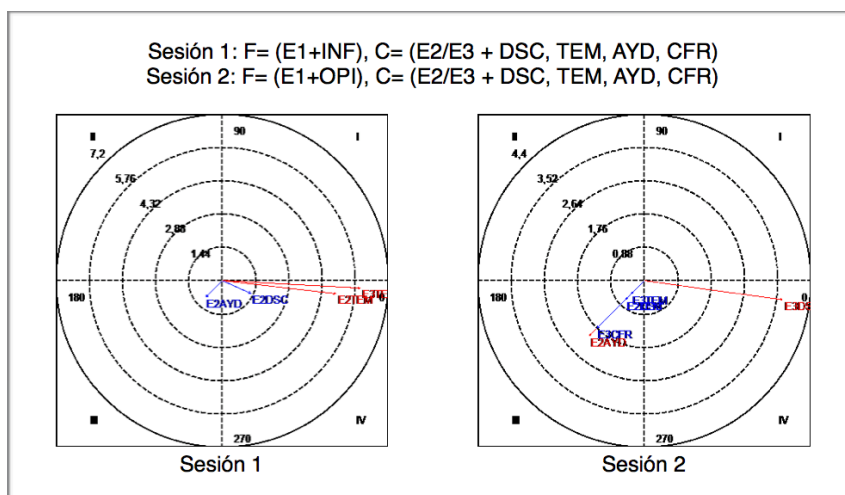 Sesión 1: F= (E1+INF), C= (E2/E3 + DSC, TEM, AYD, CFR)
Sesión 2: F= (E1+OPI), C= (E2/E3 + DSC, TEM, AYD, CFR)
90
II
I
7,2
5,76
4,32
2,88
1,44
180
0
E2AYD
E2DSC
E2TEM
III
IV
270
Sesión 1
90
II
I
4,4
3,52
2,64
1,76
0,88
180
0
E3DS
E3CFR
E2AYD
III
IV
270
Sesión 2